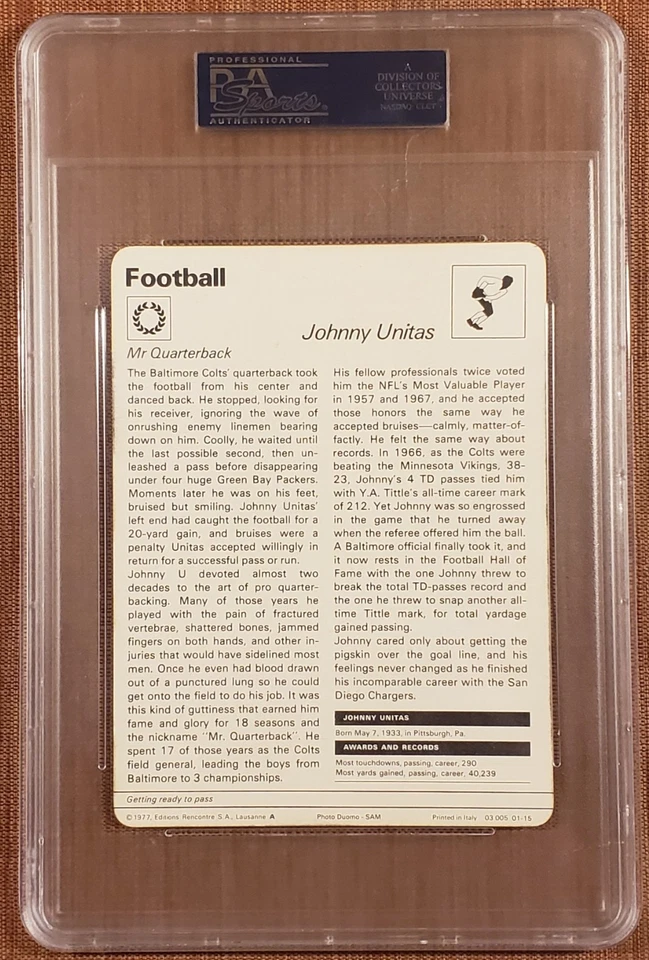 PROFESSIONAL
PSA
Sports
AUTHENTICATOR
A
DIVISION OF
COLLECTORS
UNIVERSE
NASDAQ: CLCT
Football
Johnny Unitas
Mr Quarterback
The Baltimore Colts' quarterback took
the football from his center and
danced back. He stopped, looking for
his receiver, ignoring the wave of
onrushing enemy linemen bearing
down on him. Coolly, he waited until
the last possible second, then un-
leashed a pass before disappearing
under four huge Green Bay Packers.
Moments later he was on his feet,
bruised but smiling. Johnny Unitas'
left end had caught the football for a
20-yard gain, and bruises were a
penalty Unitas accepted willingly in
return for a successful pass or run.
Johnny U devoted almost two
decades to the art of pro quarter-
backing. Many of those years he
played with the pain of fractured
vertebrae, shattered bones, jammed
fingers on both hands, and other in-
juries that would have sidelined most
men. Once he even had blood drawn
out of a punctured lung so he could
get onto the field to do his job. It was
this kind of guttiness that earned him
fame and glory for 18 seasons and
the nickname "Mr. Quarterback". He
spent 17 of those years as the Colts
field general, leading the boys from
Baltimore to 3 championships.
His fellow professionals twice voted
him the NFL's Most Valuable Player
in 1957 and 1967, and he accepted
those honors the same way he
accepted bruises—calmly, matter-of-
factly. He felt the same way about
records. In 1966, as the Colts were
beating the Minnesota Vikings, 38-
23, Johnny's 4 TD passes tied him
with Y.A. Tittle's all-time career mark
of 212. Yet Johnny was so engrossed
in the game that he turned away
when the referee offered him the ball.
A Baltimore official finally took it, and
it now rests in the Football Hall of
Fame with the one Johnny threw to
break the total TD-passes record and
the one he threw to snap another all-
time Tittle mark, for total yardage
gained passing.
Johnny cared only about getting the
pigskin over the goal line, and his
feelings never changed as he finished
his incomparable career with the San
Diego Chargers.
JOHNNY UNITAS
Born May 7, 1933, in Pittsburgh, Pa.
AWARDS AND RECORDS
Most touchdowns, passing, career, 290
Most yards gained, passing, career, 40,239
Getting ready to pass
© 1977, Editions Rencontre S.A., Lausanne A
Photo Duomo - SAM
Printed in Italy 03 005 01-15